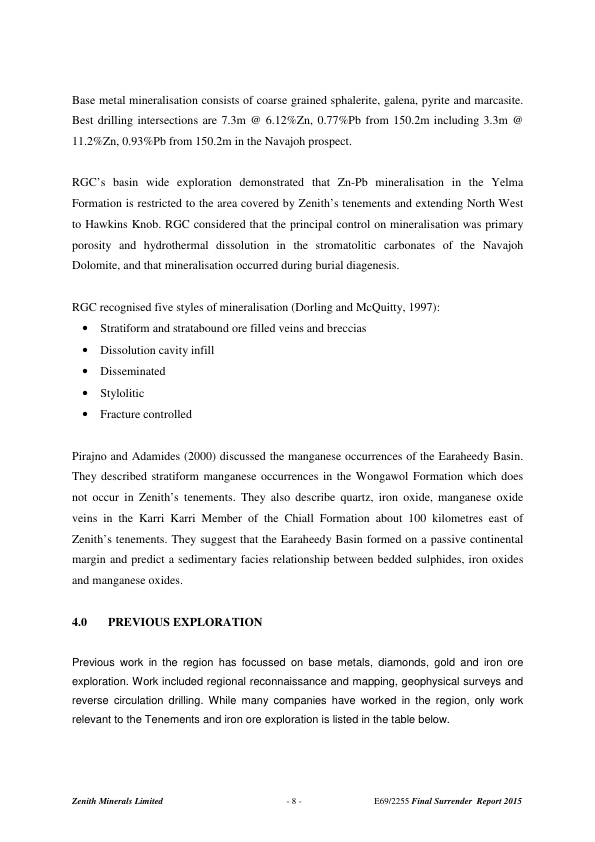 Base metal mineralisation consists of coarse grained sphalerite, galena, pyrite and marcasite.
Best drilling intersections are 7.3m @ 6.12%Zn, 0.77%Pb from 150.2m including 3.3m @
11.2%Zn, 0.93%Pb from 150.2m in the Navajoh prospect.
RGC’s basin wide exploration demonstrated that Zn-Pb mineralisation in the Yelma
Formation is restricted to the area covered by Zenith’s tenements and extending North West
to Hawkins Knob. RGC considered that the principal control on mineralisation was primary
porosity and hydrothermal dissolution in the stromatolitic carbonates of the Navajoh
Dolomite, and that mineralisation occurred during burial diagenesis.
RGC recognised five styles of mineralisation (Dorling and McQuitty, 1997):
• Stratiform and stratabound ore filled veins and breccias
• Dissolution cavity infill
• Disseminated
• Stylolitic
• Fracture controlled
Pirajno and Adamides (2000) discussed the manganese occurrences of the Earaheedy Basin.
They described stratiform manganese occurrences in the Wongawol Formation which does
not occur in Zenith’s tenements. They also describe quartz, iron oxide, manganese oxide
veins in the Karri Karri Member of the Chiall Formation about 100 kilometres east of
Zenith’s tenements. They suggest that the Earaheedy Basin formed on a passive continental
margin and predict a sedimentary facies relationship between bedded sulphides, iron oxides
and manganese oxides.
4.0 PREVIOUS EXPLORATION
Previous work in the region has focussed on base metals, diamonds, gold and iron ore
exploration. Work included regional reconnaissance and mapping, geophysical surveys and
reverse circulation drilling. While many companies have worked in the region, only work
relevant to the Tenements and iron ore exploration is listed in the table below.
Zenith Minerals Limited - 8 - E69/2255 Final Surrender Report 2015